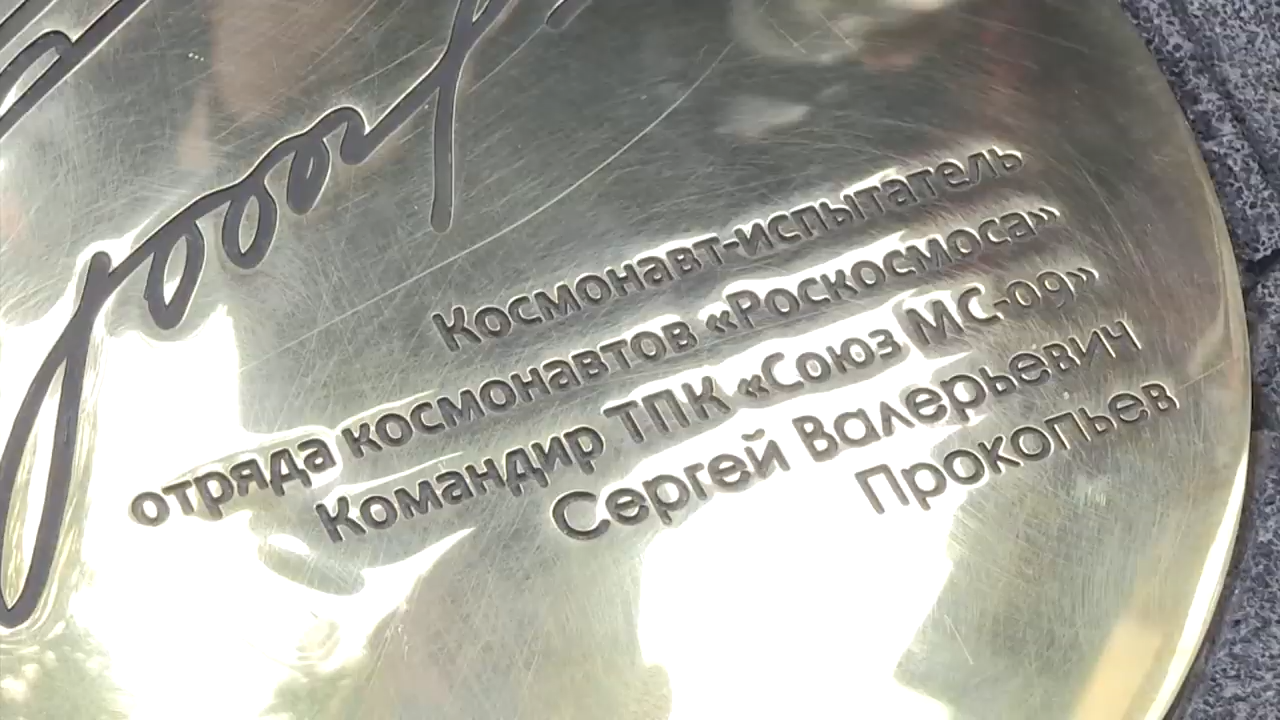 Космонавт-испытатель
отряда космонавтов «Роскосмоса»
Командир ТПК «Союз МС-09»
Сергей Валерьевич
Прокопьев